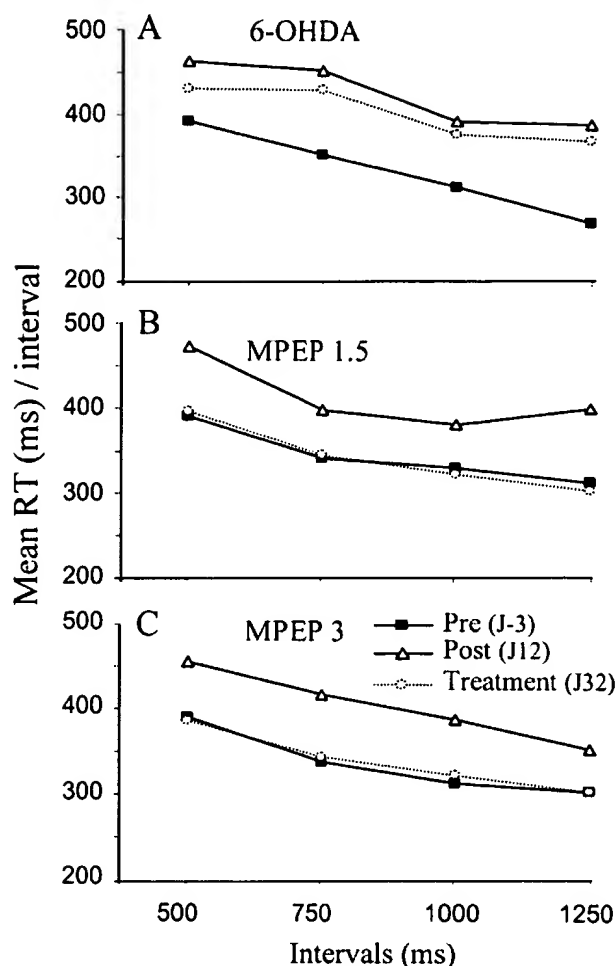 A
6-OHDA
500
400
300
200
B
MPEP 1.5
500
400
300
200
C
MPEP 3
Pre (J-3)
Post (J12)
Treatment (J32)
500
400
300
200
500 750 1000 1250
Intervals (ms)
Mean RT (ms) / interval